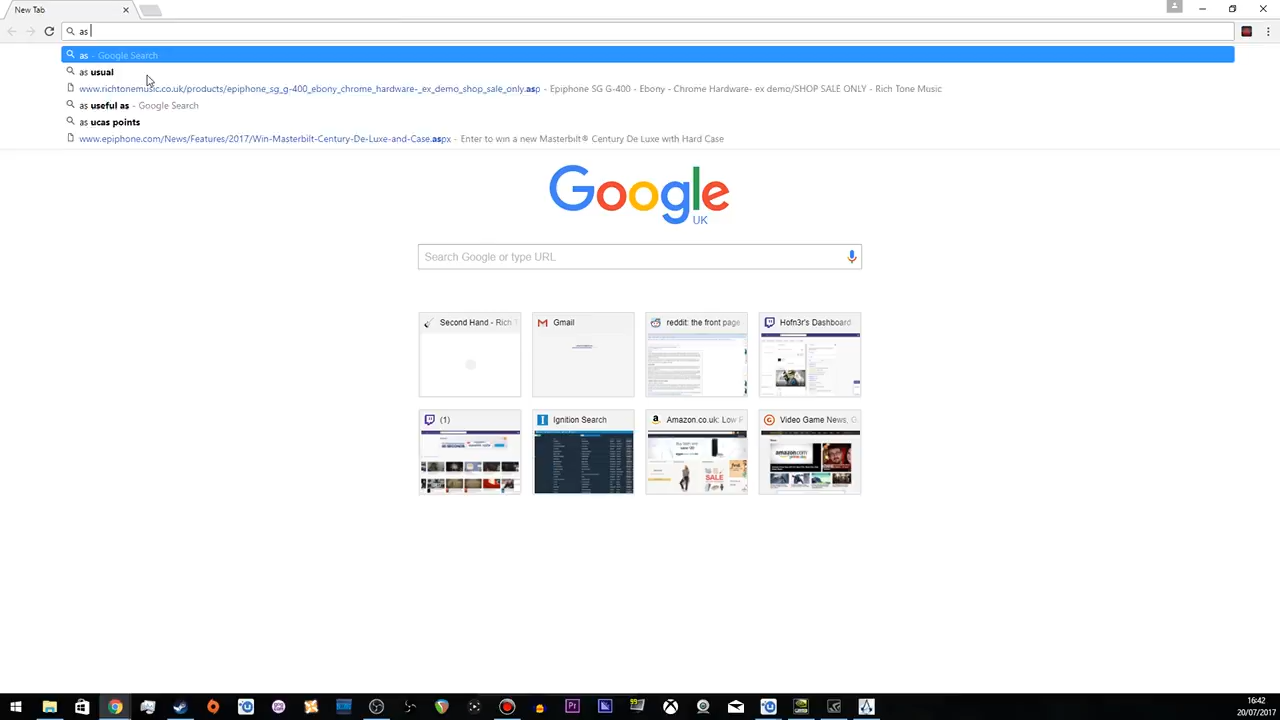 New Tab
as
as - Google Search
as usual
www.richtonemusic.co.uk/products/epiphone_sg_g-400_ebony_chrome_hardware-_ex_demo_shop_sale_only.asp - Epiphone SG G-400 - Ebony - Chrome Hardware- ex demo/SHOP SALE ONLY - Rich Tone Music
as useful as - Google Search
as ucas points
www.epiphone.com/News/Features/2017/Win-Masterbilt-Century-De-Luxe-and-Case.aspx - Enter to win a new Masterbilt® Century De Luxe with Hard Case
Google
UK
Search Google or type URL
Second Hand - Rich T
Gmail
reddit: the front page
Hofn3r's Dashboard
(1)
Ignition Search
Amazon.co.uk: Low P
Video Game News, G
amazon.com
SALE
Pr
16:42
20/07/2017